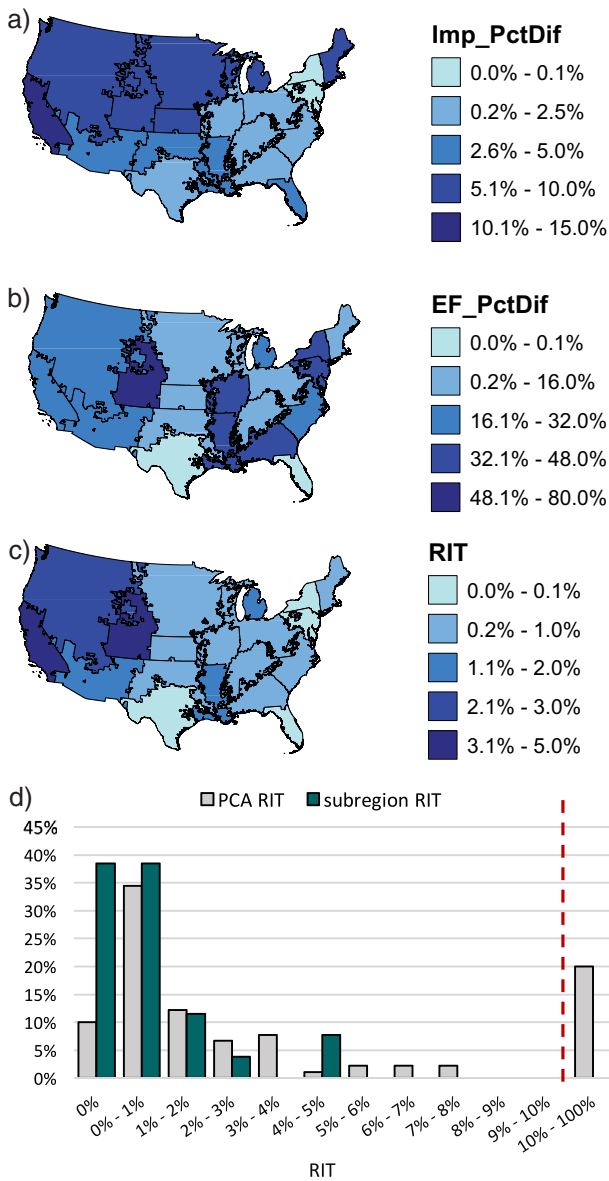 a)
Imp_PctDif
0.0% - 0.1%
0.2% - 2.5%
2.6% - 5.0%
5.1% - 10.0%
10.1% - 15.0%
b)
EF_PctDif
0.0% - 0.1%
0.2% - 16.0%
16.1% - 32.0%
32.1% - 48.0%
48.1% - 80.0%
c)
RIT
0.0% - 0.1%
0.2% - 1.0%
1.1% - 2.0%
2.1% - 3.0%
3.1% - 5.0%
d)
PCA RIT subregion RIT
45%
40%
35%
30%
25%
20%
15%
10%
5%
0%
0% 0% - 1% 1% - 2% 2% - 3% 3% - 4% 4% - 5% 5% - 6% 6% - 7% 7% - 8% 8% - 9% 9% - 10% 10% - 100%
RIT